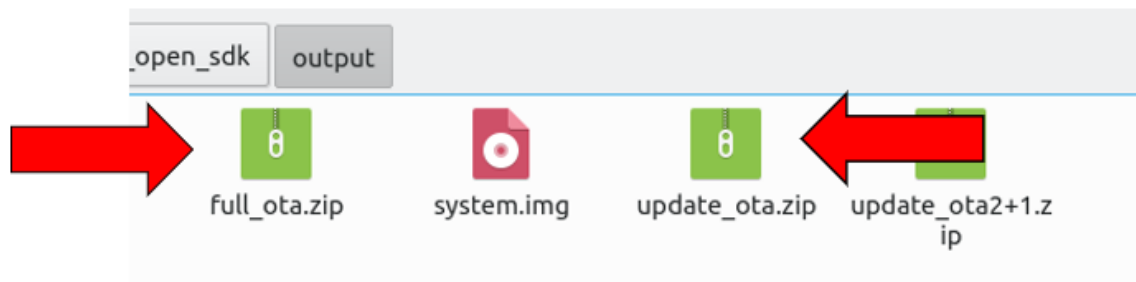 _open_sdk
output
full_ota.zip
system.img
update_ota.zip
update_ota2+1.z
ip